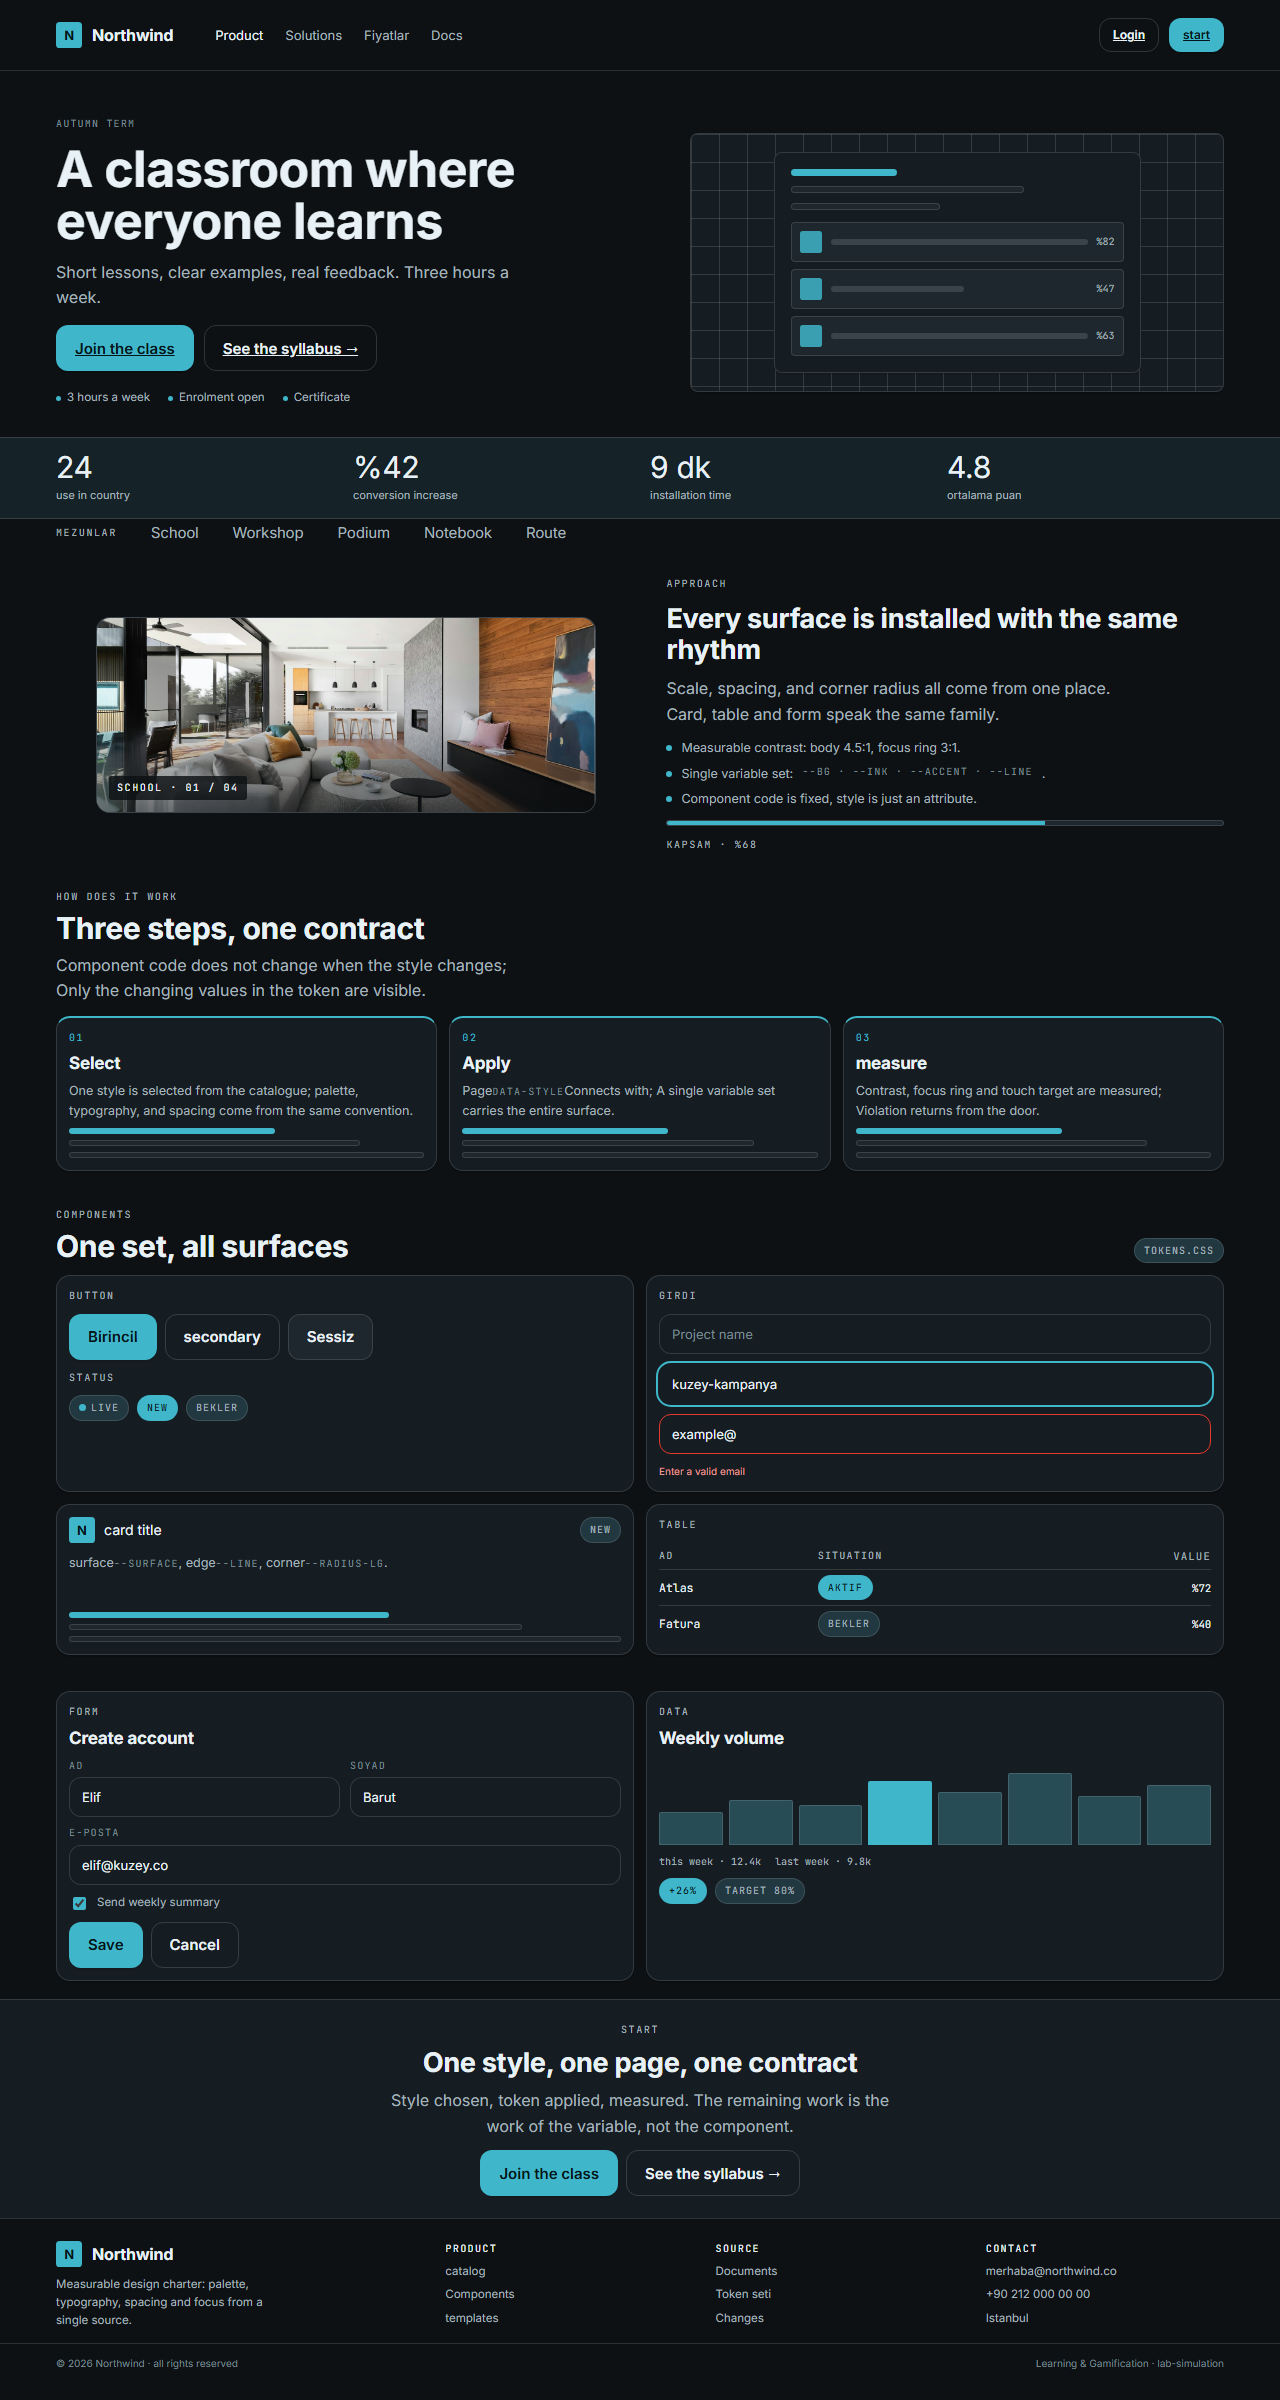 N Northwind Product Solutions Fiyatlar Docs Login start
AUTUMN TERM
A classroom where
everyone learns
Short lessons, clear examples, real feedback. Three hours a
week.
Join the class See the syllabus →
3 hours a week Enrolment open Certificate
%82
%47
%63
24 %42 9 dk 4.8
use in country conversion increase installation time ortalama puan
MEZUNLAR School Workshop Podium Notebook Route
SCHOOL · 01 / 04
APPROACH
Every surface is installed with the same
rhythm
Scale, spacing, and corner radius all come from one place.
Card, table and form speak the same family.
Measurable contrast: body 4.5:1, focus ring 3:1.
Single variable set: --BG · --INK · --ACCENT · --LINE .
Component code is fixed, style is just an attribute.
KAPSAM · %68
HOW DOES IT WORK
Three steps, one contract
Component code does not change when the style changes;
Only the changing values in the token are visible.
01
Select
One style is selected from the catalogue; palette,
typography, and spacing come from the same convention.
02
Apply
PageDATA-STYLEConnects with; A single variable set
carries the entire surface.
03
measure
Contrast, focus ring and touch target are measured;
Violation returns from the door.
COMPONENTS
One set, all surfaces
TOKENS.CSS
BUTTON
Birincil secondary Sessiz
STATUS
LIVE NEW BEKLER
GIRDI
Project name
kuzey-kampanya
example@
Enter a valid email
N card title NEW
surface--SURFACE, edge--LINE, corner--RADIUS-LG.
TABLE
AD SITUATION VALUE
Atlas AKTIF %72
Fatura BEKLER %40
FORM
Create account
AD SOYAD
Elif Barut
E-POSTA
elif@kuzey.co
Send weekly summary
Save Cancel
DATA
Weekly volume
this week · 12.4k last week · 9.8k
+26% TARGET 80%
START
One style, one page, one contract
Style chosen, token applied, measured. The remaining work is the
work of the variable, not the component.
Join the class See the syllabus →
N Northwind
Measurable design charter: palette,
typography, spacing and focus from a
single source.
PRODUCT
catalog
Components
templates
SOURCE
Documents
Token seti
Changes
CONTACT
merhaba@northwind.co
+90 212 000 00 00
Istanbul
© 2026 Northwind · all rights reserved
Learning & Gamification · lab-simulation